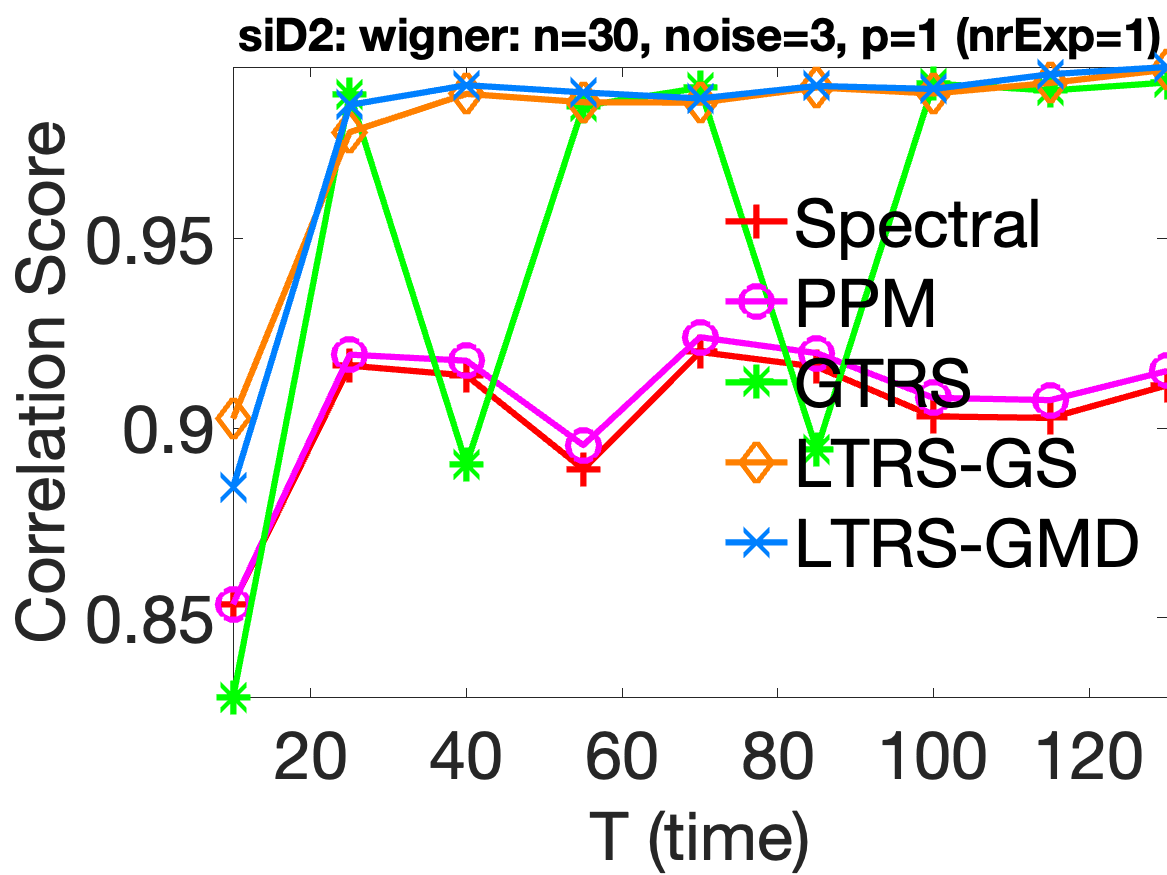 siD2: wigner: n=30, noise=3, p=1 (nrExp=1)
Correlation Score
0.95
0.9
0.85
Spectral
PPM
GTRS
LTRS-GS
LTRS-GMD
20 40 60 80 100 120
T (time)